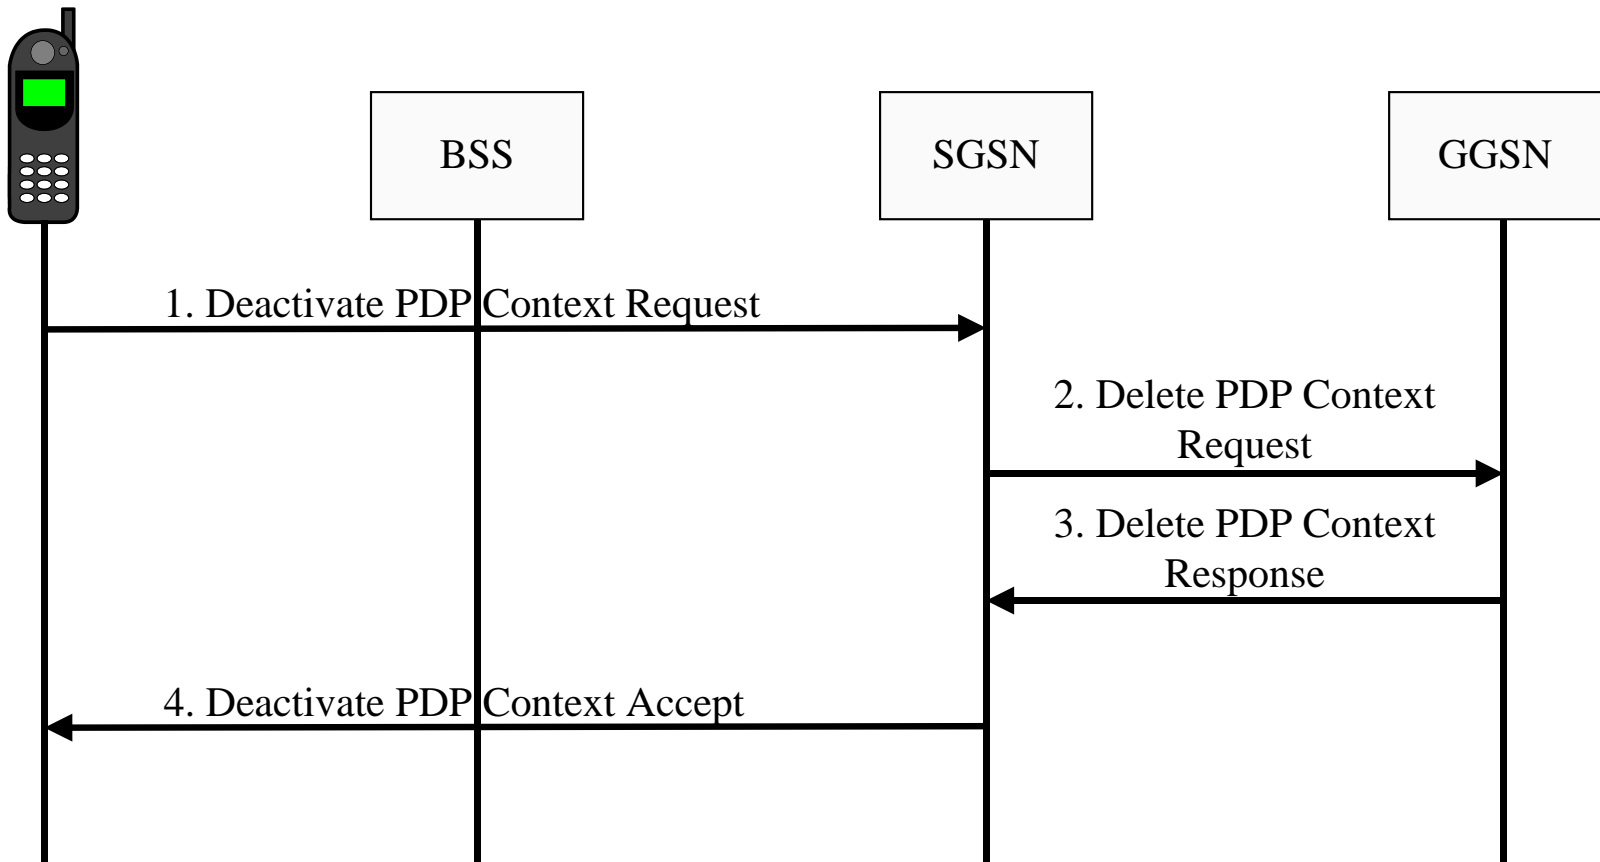 BSS
SGSN
GGSN
1. Deactivate PDP Context Request
2. Delete PDP Context
Request
3. Delete PDP Context
Response
4. Deactivate PDP Context Accept